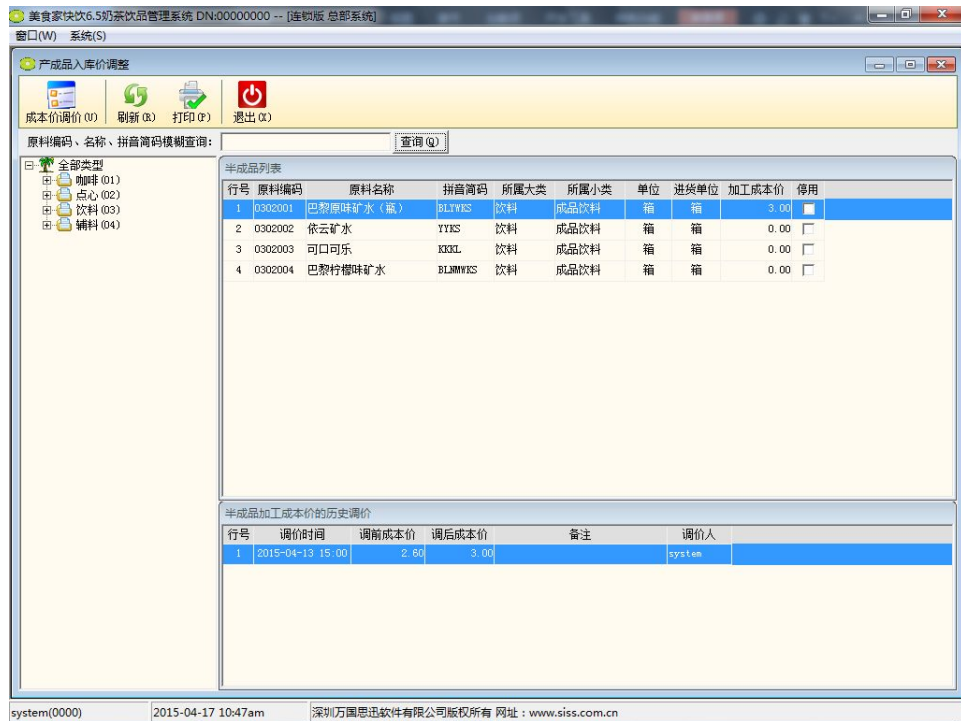 美食家快饮6.5奶茶饮品管理系统 DN:00000000 -- [连锁版 总部系统]
窗口(W) 系统(S)
产成品入库价调整
成本价调价(U) 刷新(R) 打印(P) 退出(X)
原料编码、名称、拼音简码模糊查询: 查询(Q)
全部类型
咖啡(01)
点心(02)
饮料(03)
辅料(04)
半成品列表
行号 原料编码 原料名称 拼音简码 所属大类 所属小类 单位 进货单位 加工成本价 停用
1 0302001 巴黎原味矿水(瓶) BLYWKS 饮料 成品饮料 箱 箱 3.00
2 0302002 依云矿水 YYKS 饮料 成品饮料 箱 箱 0.00
3 0302003 可口可乐 KKKL 饮料 成品饮料 箱 箱 0.00
4 0302004 巴黎柠檬味矿水 BLNMWKS 饮料 成品饮料 箱 箱 0.00
半成品加工成本价的历史调价
行号 调价时间 调前成本价 调后成本价 备注 调价人
1 2015-04-13 15:00 2.60 3.00 system
system(0000) 2015-04-17 10:47am 深圳万国思迅软件有限公司版权所有 网址:www.siss.com.cn